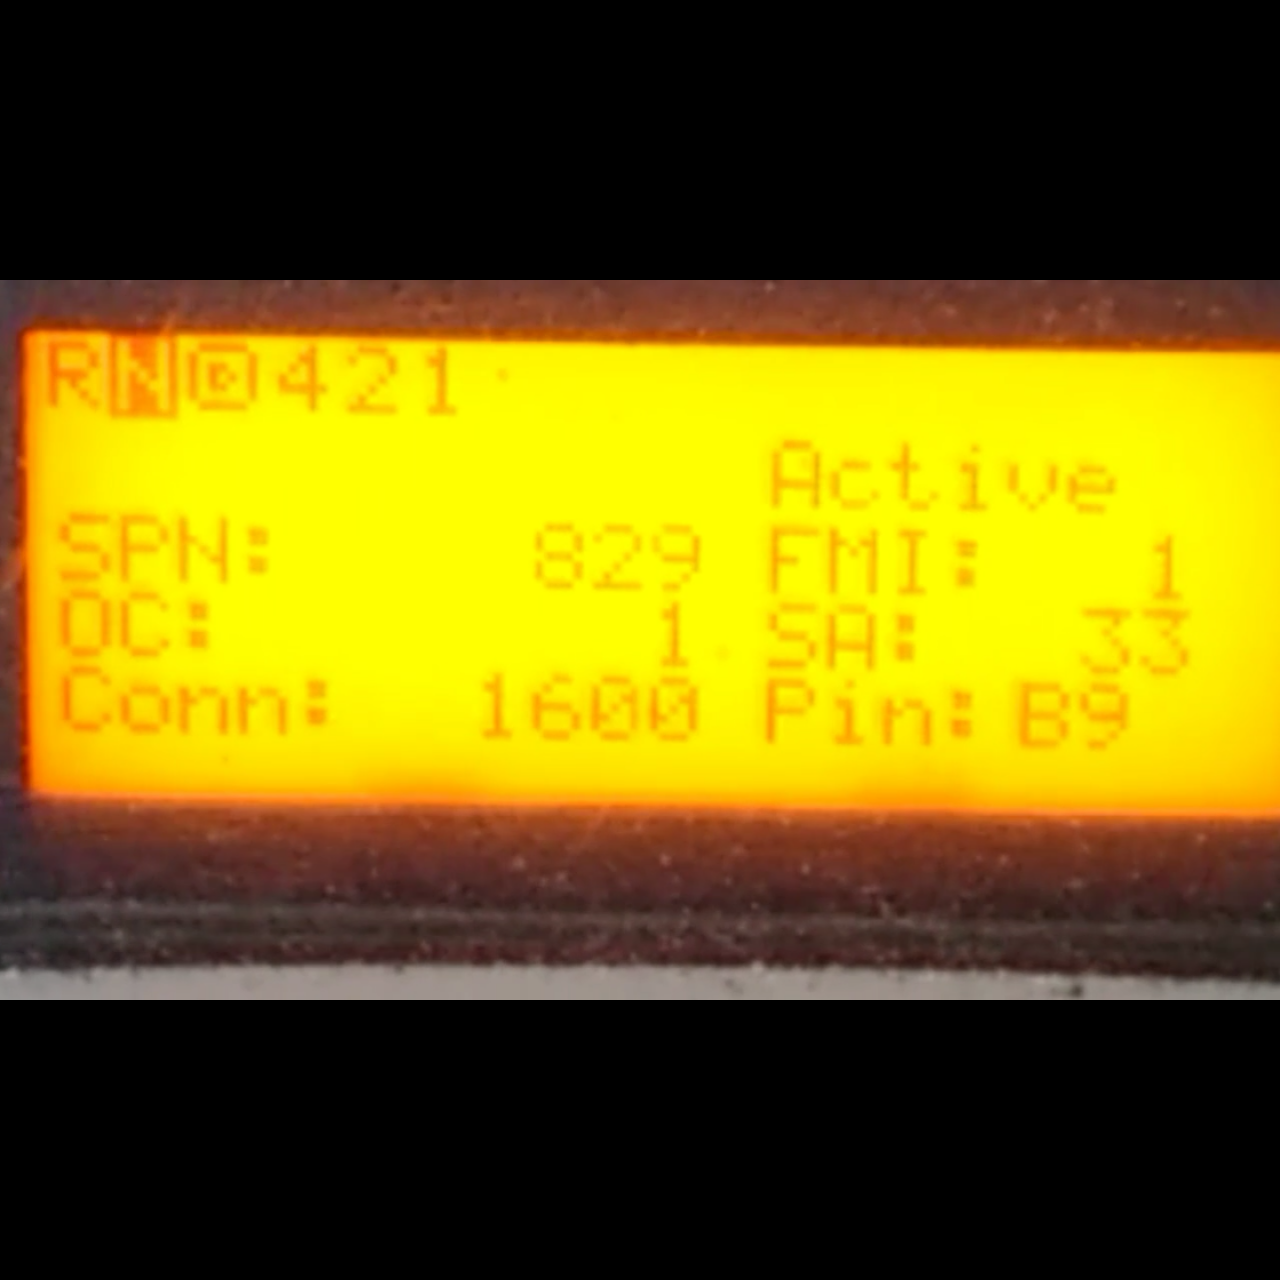 RN▶421
Active
SPN: 829 FMI: 1
OC: 1 SA: 33
Conn: 1600 Pin: B9